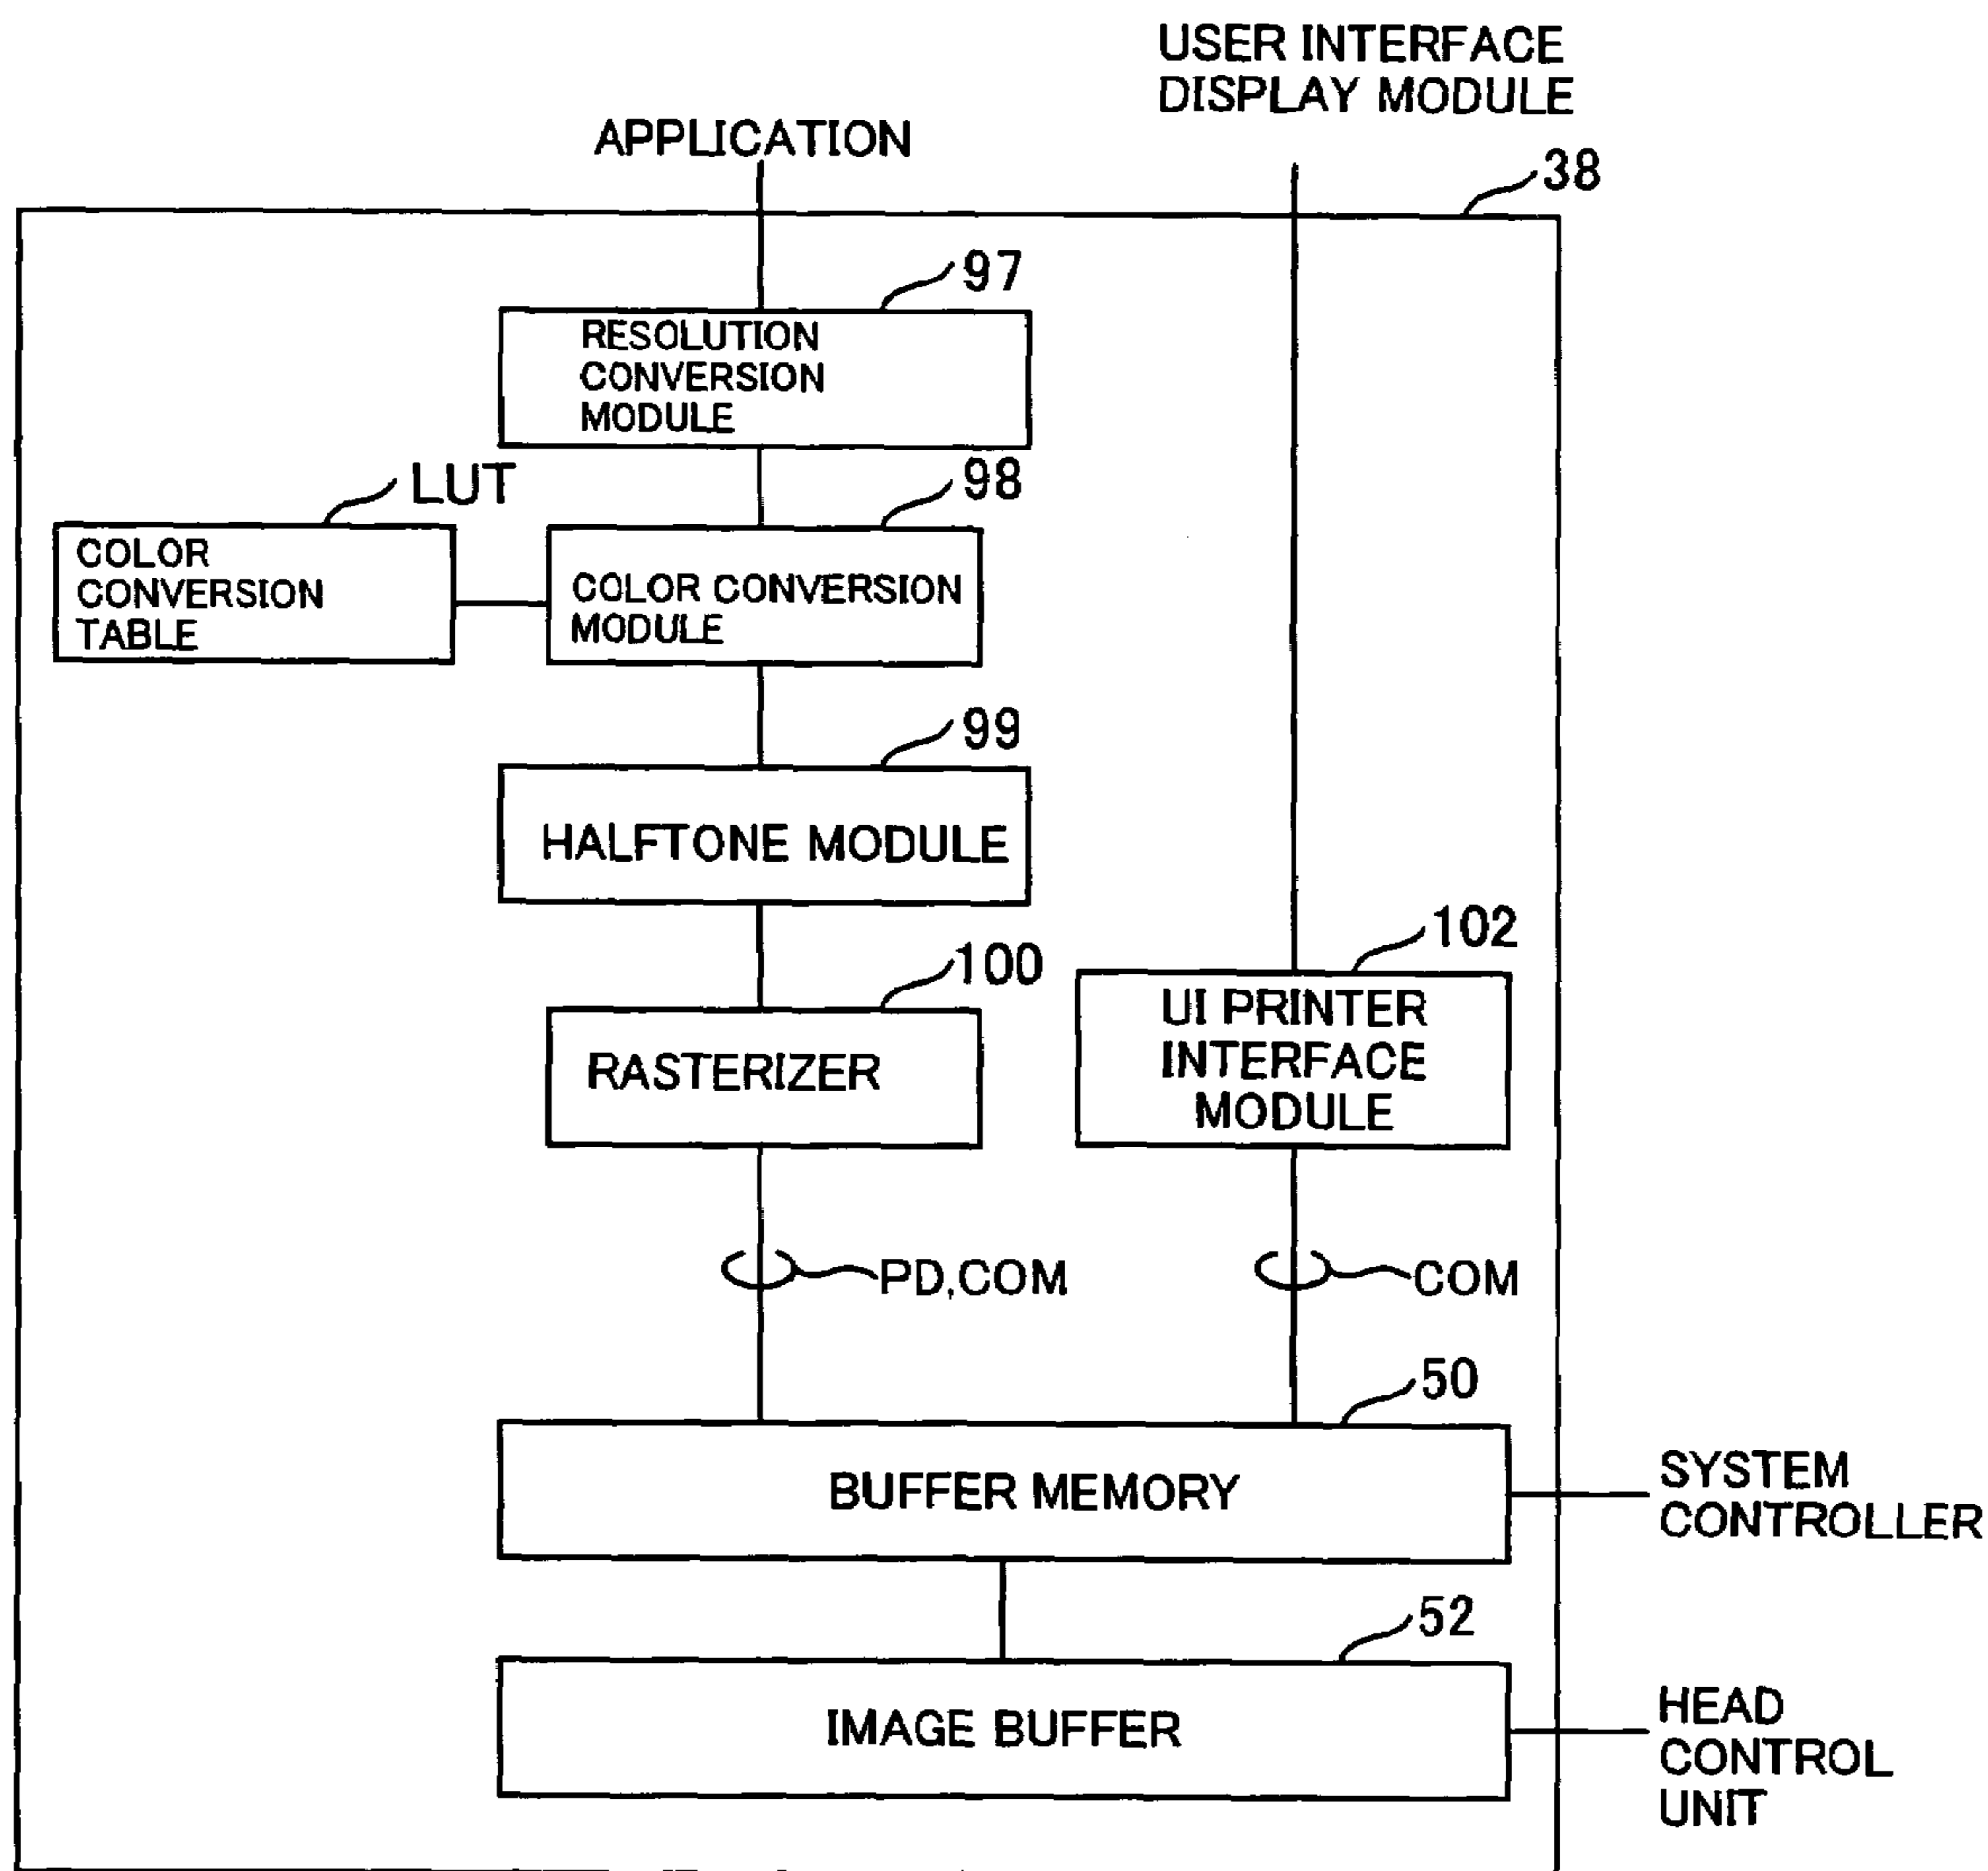 USER INTERFACE
DISPLAY MODULE
APPLICATION
38
97
RESOLUTION
CONVERSION
MODULE
LUT
98
COLOR
CONVERSION
TABLE
COLOR CONVERSION
MODULE
99
HALFTONE MODULE
100
102
RASTERIZER
UI PRINTER
INTERFACE
MODULE
PD,COM
COM
50
BUFFER MEMORY
SYSTEM
CONTROLLER
52
IMAGE BUFFER
HEAD
CONTROL
UNIT